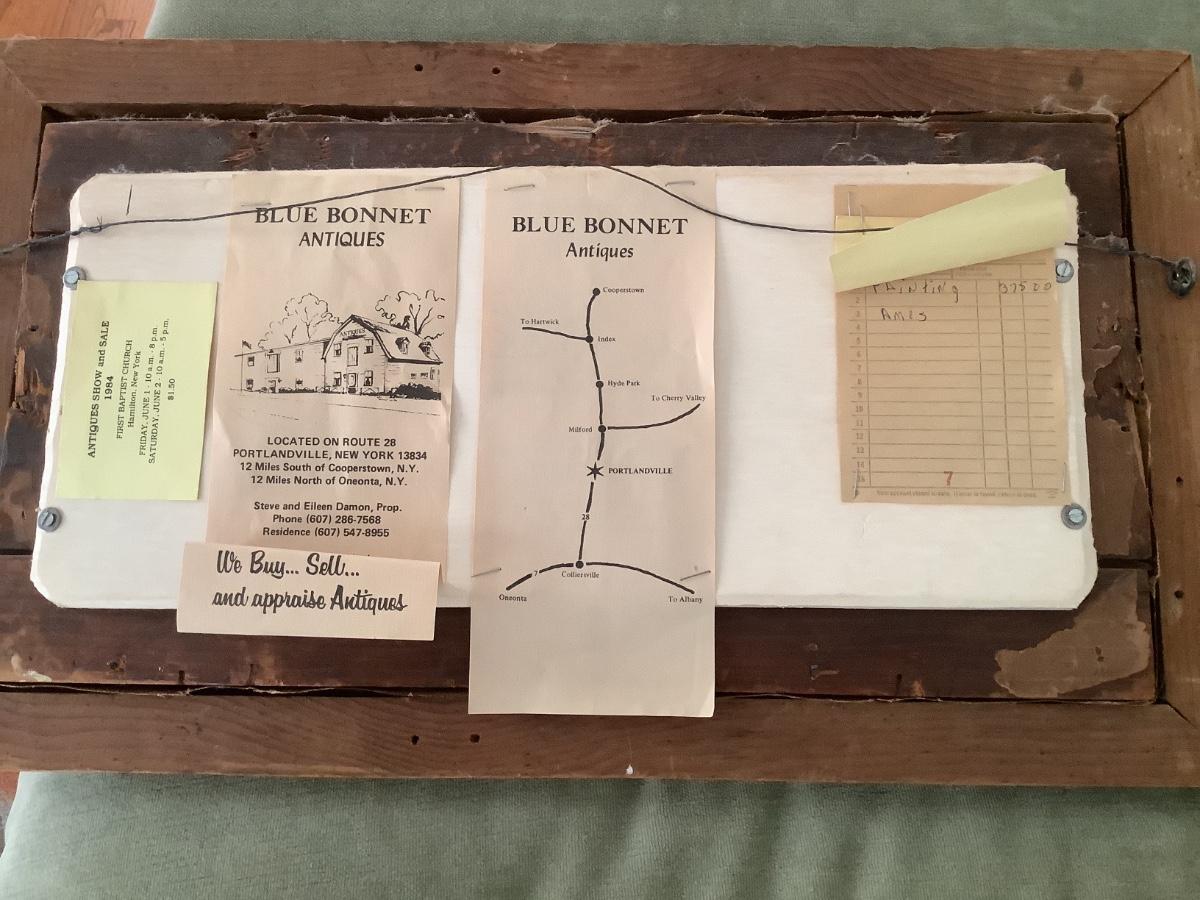 ANTIQUES SHOW and SALE
1984
FIRST BAPTIST CHURCH
Hamilton, New York
FRIDAY, JUNE 1 - 10 a.m. - 8 p.m.
SATURDAY, JUNE 2 - 10 a.m. - 5 p.m.
$1.50
BLUE BONNET
ANTIQUES
ANTIQUES
LOCATED ON ROUTE 28
PORTLANDVILLE, NEW YORK 13834
12 Miles South of Cooperstown, N.Y.
12 Miles North of Oneonta, N.Y.
Steve and Eileen Damon, Prop.
Phone (607) 286-7568
Residence (607) 547-8955
We Buy... Sell...
and appraise Antiques
BLUE BONNET
Antiques
Cooperstown
To Hartwick
Index
Hyde Park
To Cherry Valley
Milford
PORTLANDVILLE
28
Colliersville
7
Oneonta
To Albany
PAINTING 375 00
2
3 AMES
4
5
6
7
8
9
10
11
12
13
14
15 7